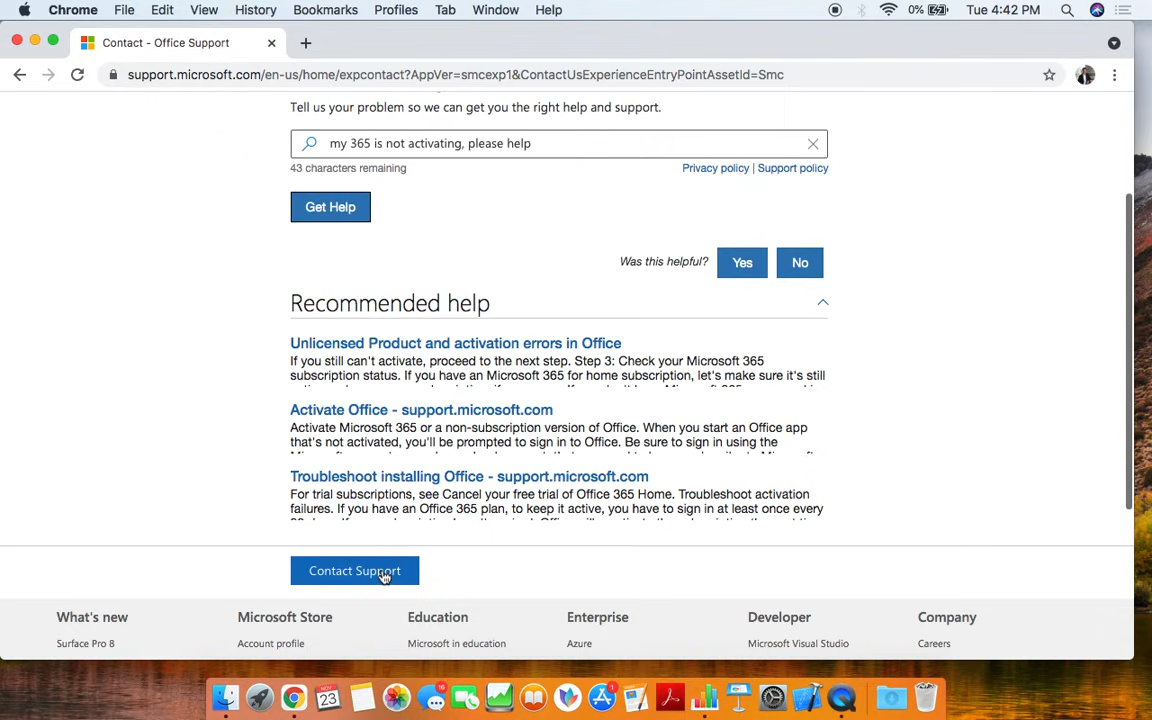 Chrome File Edit View History Bookmarks Profiles Tab Window Help 0% Tue 4:42 PM
Contact - Office Support
support.microsoft.com/en-us/home/expcontact?AppVer=smcexp1&ContactUsExperienceEntryPointAssetId=Smc
Tell us your problem so we can get you the right help and support.
my 365 is not activating, please help
43 characters remaining Privacy policy | Support policy
Get Help
Was this helpful? Yes No
Recommended help
Unlicensed Product and activation errors in Office
If you still can't activate, proceed to the next step. Step 3: Check your Microsoft 365
subscription status. If you have an Microsoft 365 for home subscription, let's make sure it's still
Activate Office - support.microsoft.com
Activate Microsoft 365 or a non-subscription version of Office. When you start an Office app
that's not activated, you'll be prompted to sign in to Office. Be sure to sign in using the
Troubleshoot installing Office - support.microsoft.com
For trial subscriptions, see Cancel your free trial of Office 365 Home. Troubleshoot activation
failures. If you have an Office 365 plan, to keep it active, you have to sign in at least once every
Contact Support
What's new Microsoft Store Education Enterprise Developer Company
Surface Pro 8 Account profile Microsoft in education Azure Microsoft Visual Studio Careers
NOV
23